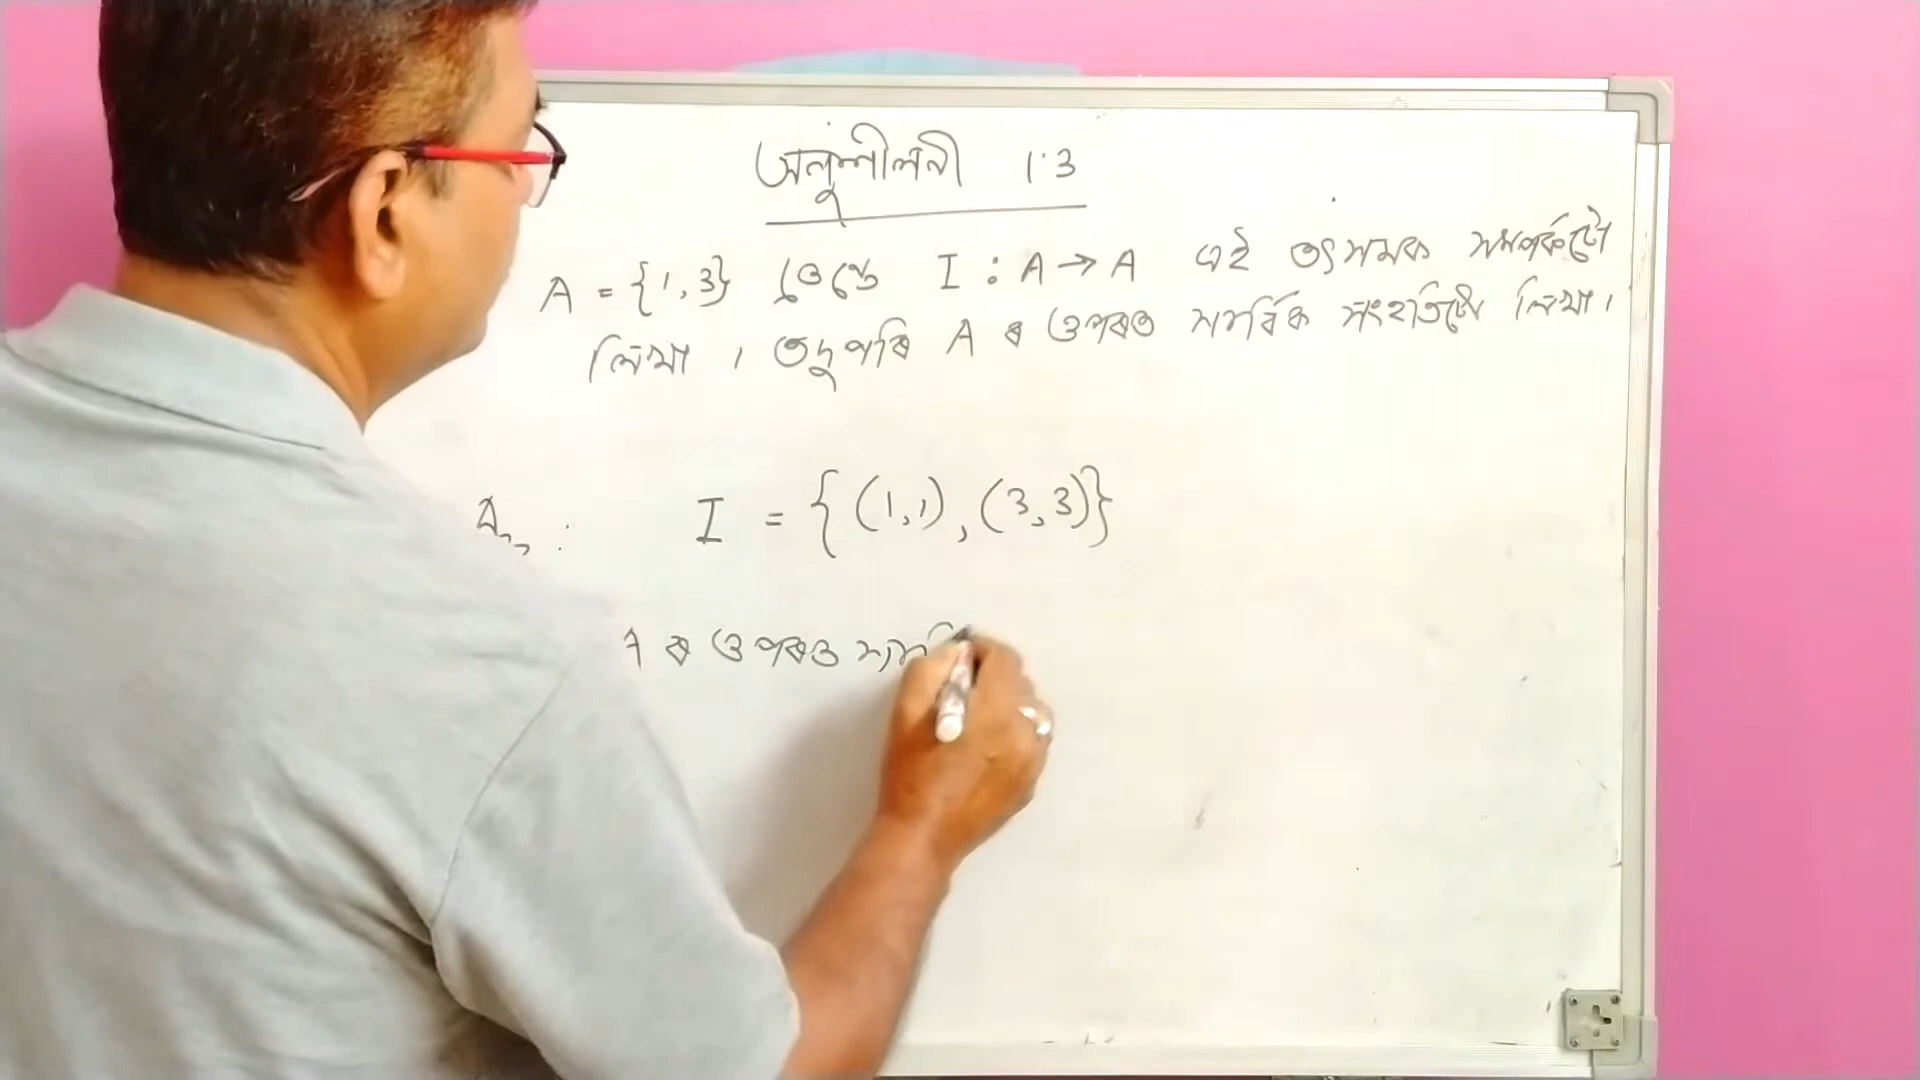 অনুশীলনী 1.3
A = {1, 3} হেতে I : A → A এই তৎসমক সম্পৰ্কটো
লিখা । তদুপৰি A ৰ ওপৰত সাৰ্বিক সংহতিটো লিখা।
I = {(1,1), (3,3)}
A ৰ ওপৰত